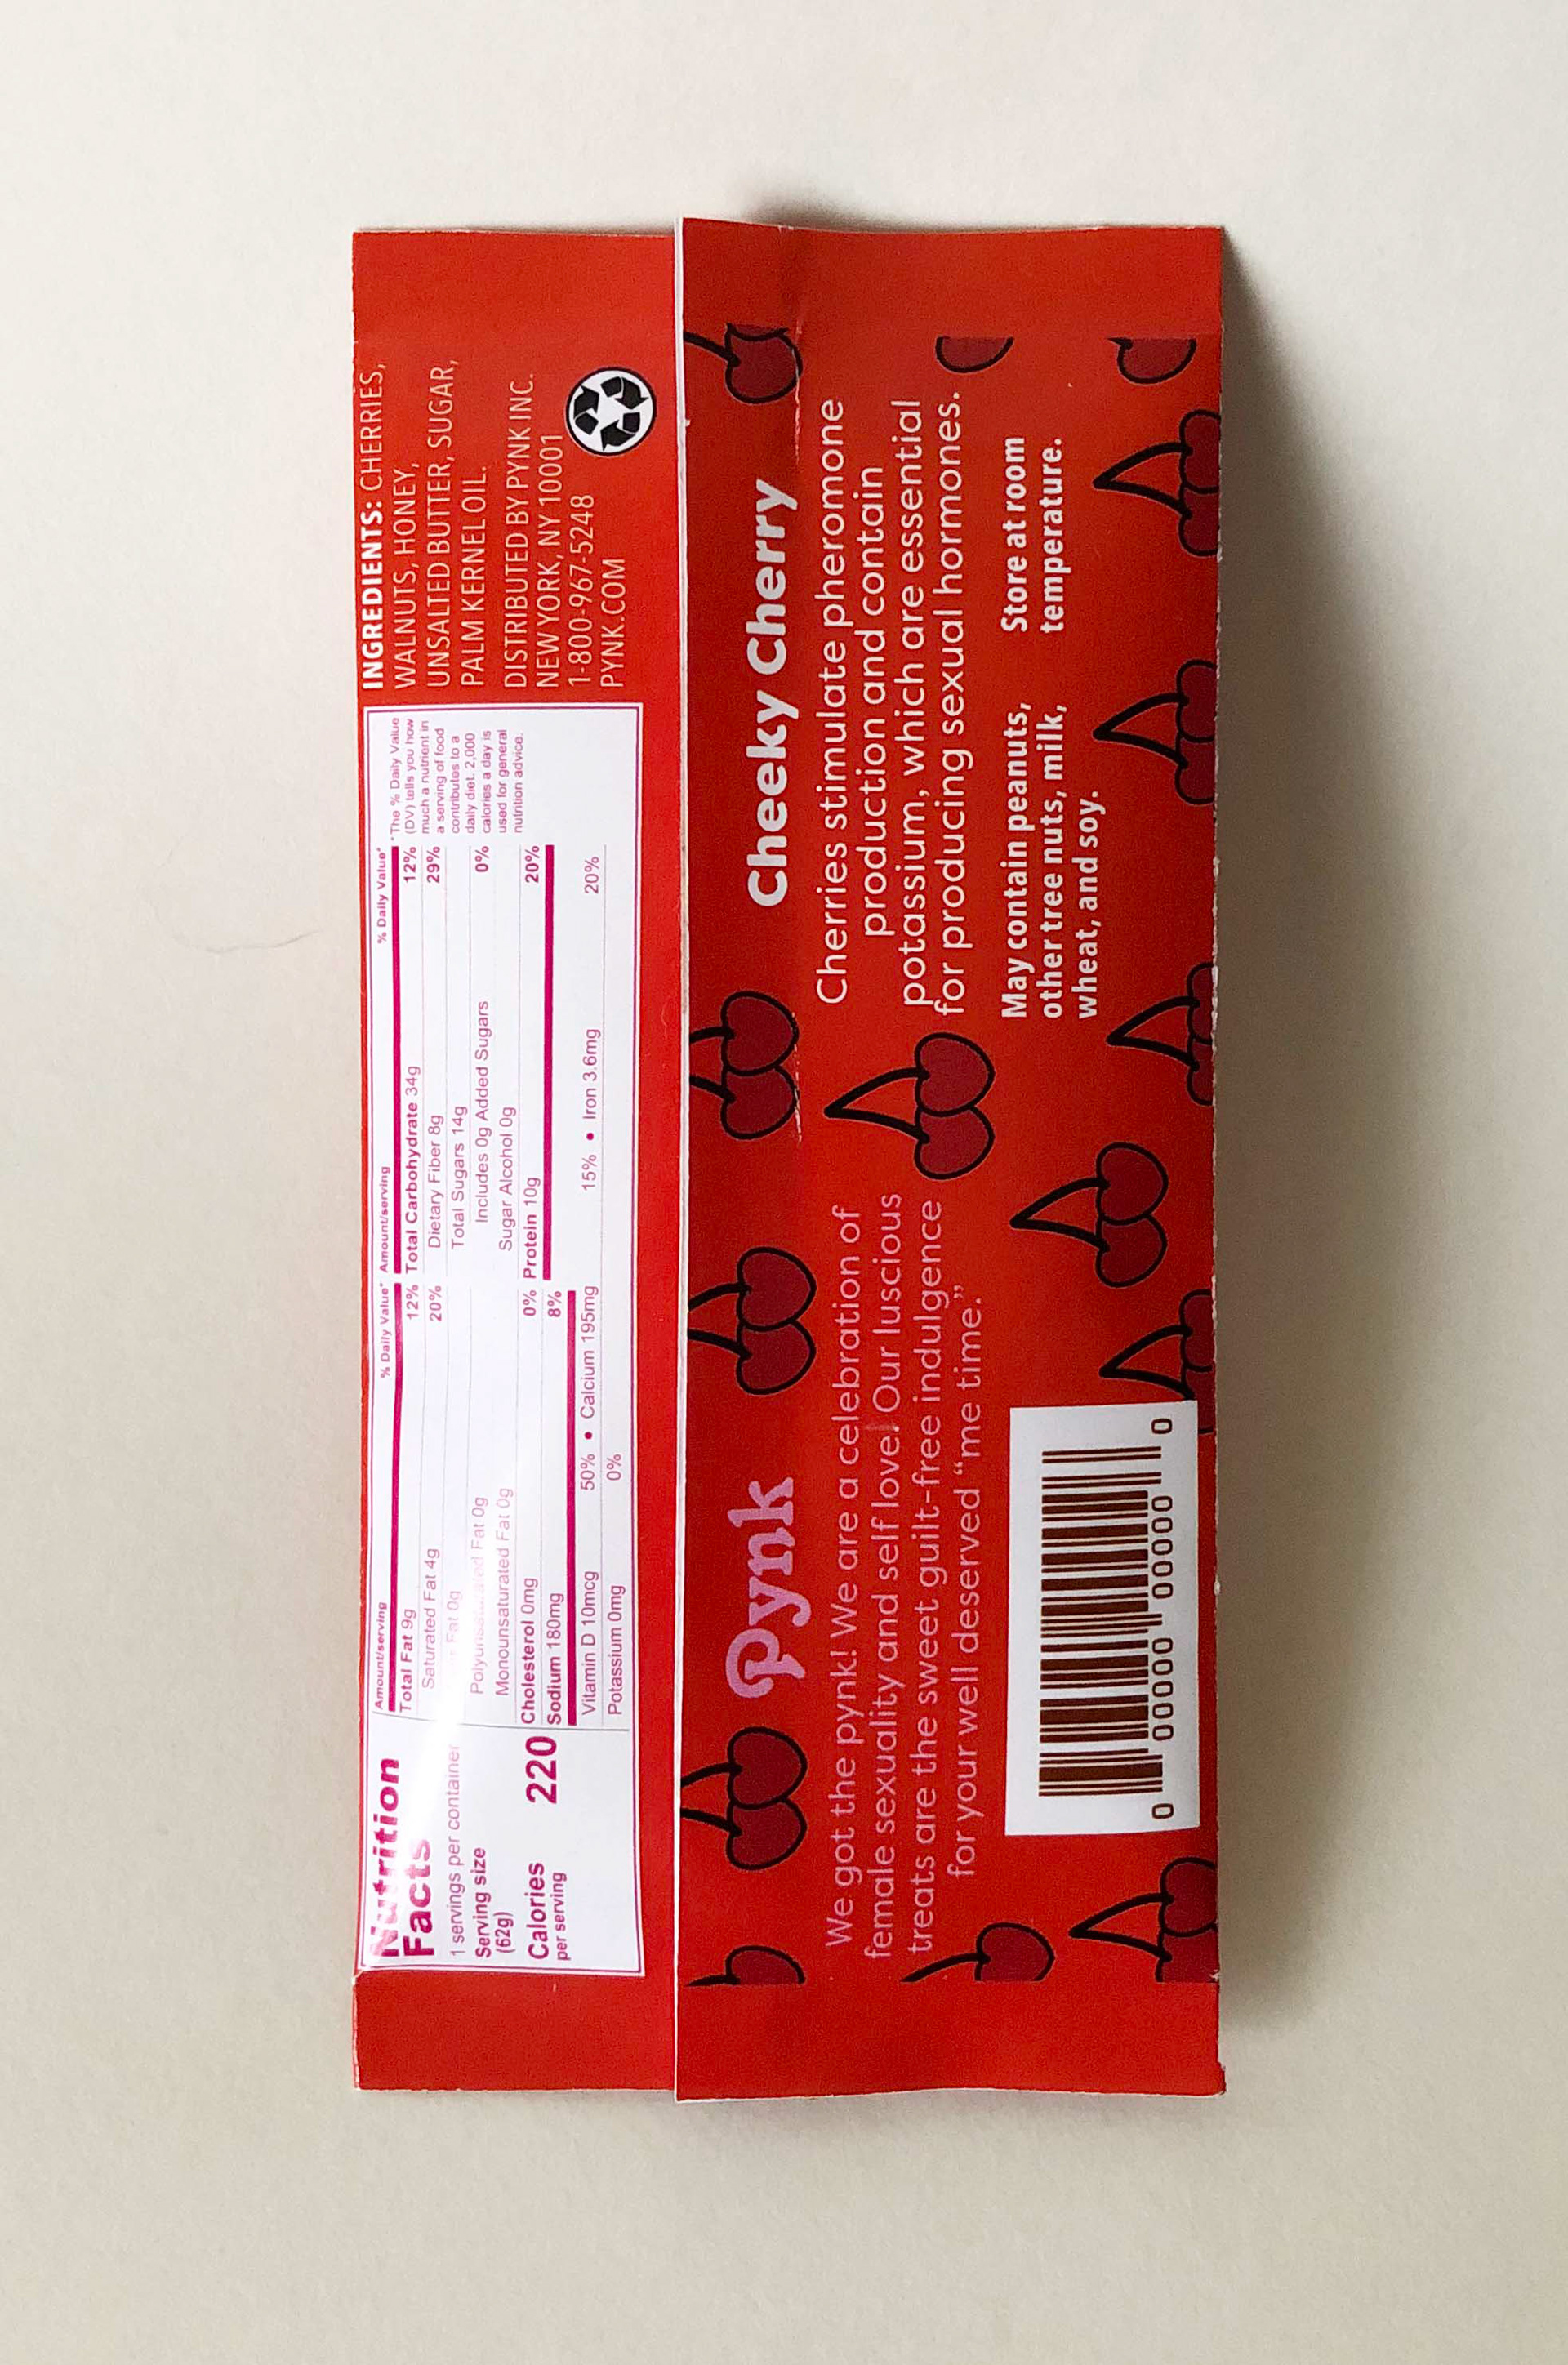 Nutrition
Facts
1 servings per container
Serving size
(62g)
Calories 220
per serving
Amount/serving % Daily Value*
Total Fat 9g 12%
Saturated Fat 4g 20%
Fat 0g
Polyunsaturated Fat 0g
Monounsaturated Fat 0g
Cholesterol 0mg 0%
Sodium 180mg 8%
Amount/serving % Daily Value*
Total Carbohydrate 34g 12%
Dietary Fiber 8g 29%
Total Sugars 14g
Includes 0g Added Sugars 0%
Sugar Alcohol 0g
Protein 10g 20%
Vitamin D 10mcg 50% • Calcium 195mg 15% • Iron 3.6mg 20%
Potassium 0mg 0%
*The % Daily Value
(DV) tells you how
much a nutrient in
a serving of food
contributes to a
daily diet. 2,000
calories a day is
used for general
nutrition advice.
INGREDIENTS: CHERRIES,
WALNUTS, HONEY,
UNSALTED BUTTER, SUGAR,
PALM KERNEL OIL.
DISTRIBUTED BY PYNK INC.
NEW YORK, NY 10001
1-800-967-5248
PYNK.COM
Pynk
We got the pynk! We are a celebration of
female sexuality and self love! Our luscious
treats are the sweet guilt-free indulgence
for your well deserved “me time.”
0 00000 00000 0
Cheeky Cherry
Cherries stimulate pheromone
production and contain
potassium, which are essential
for producing sexual hormones.
May contain peanuts,
other tree nuts, milk,
wheat, and soy.
Store at room
temperature.